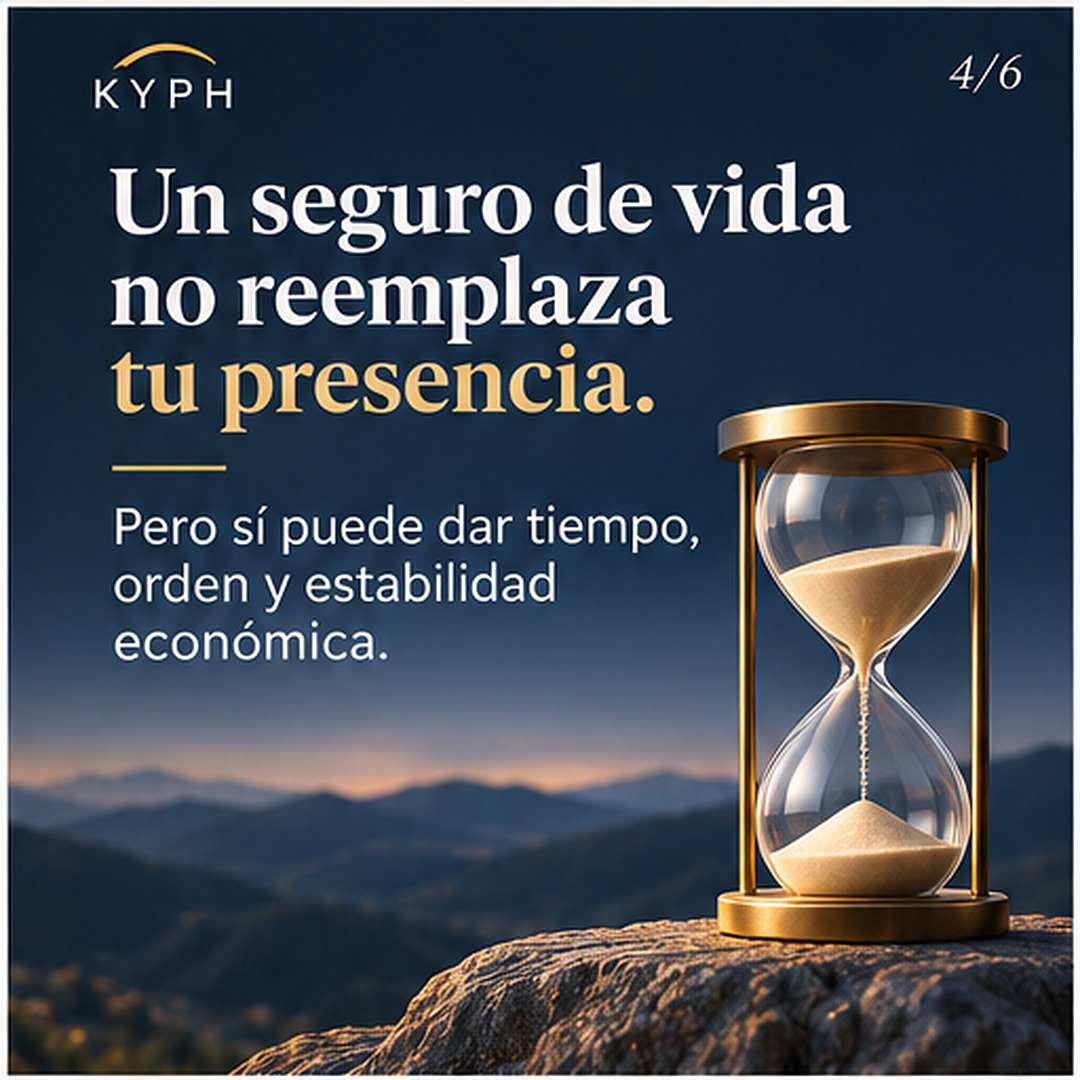 KYPH
4/6
Un seguro de vida
no reemplaza
tu presencia.
Pero sí puede dar tiempo,
orden y estabilidad
económica.